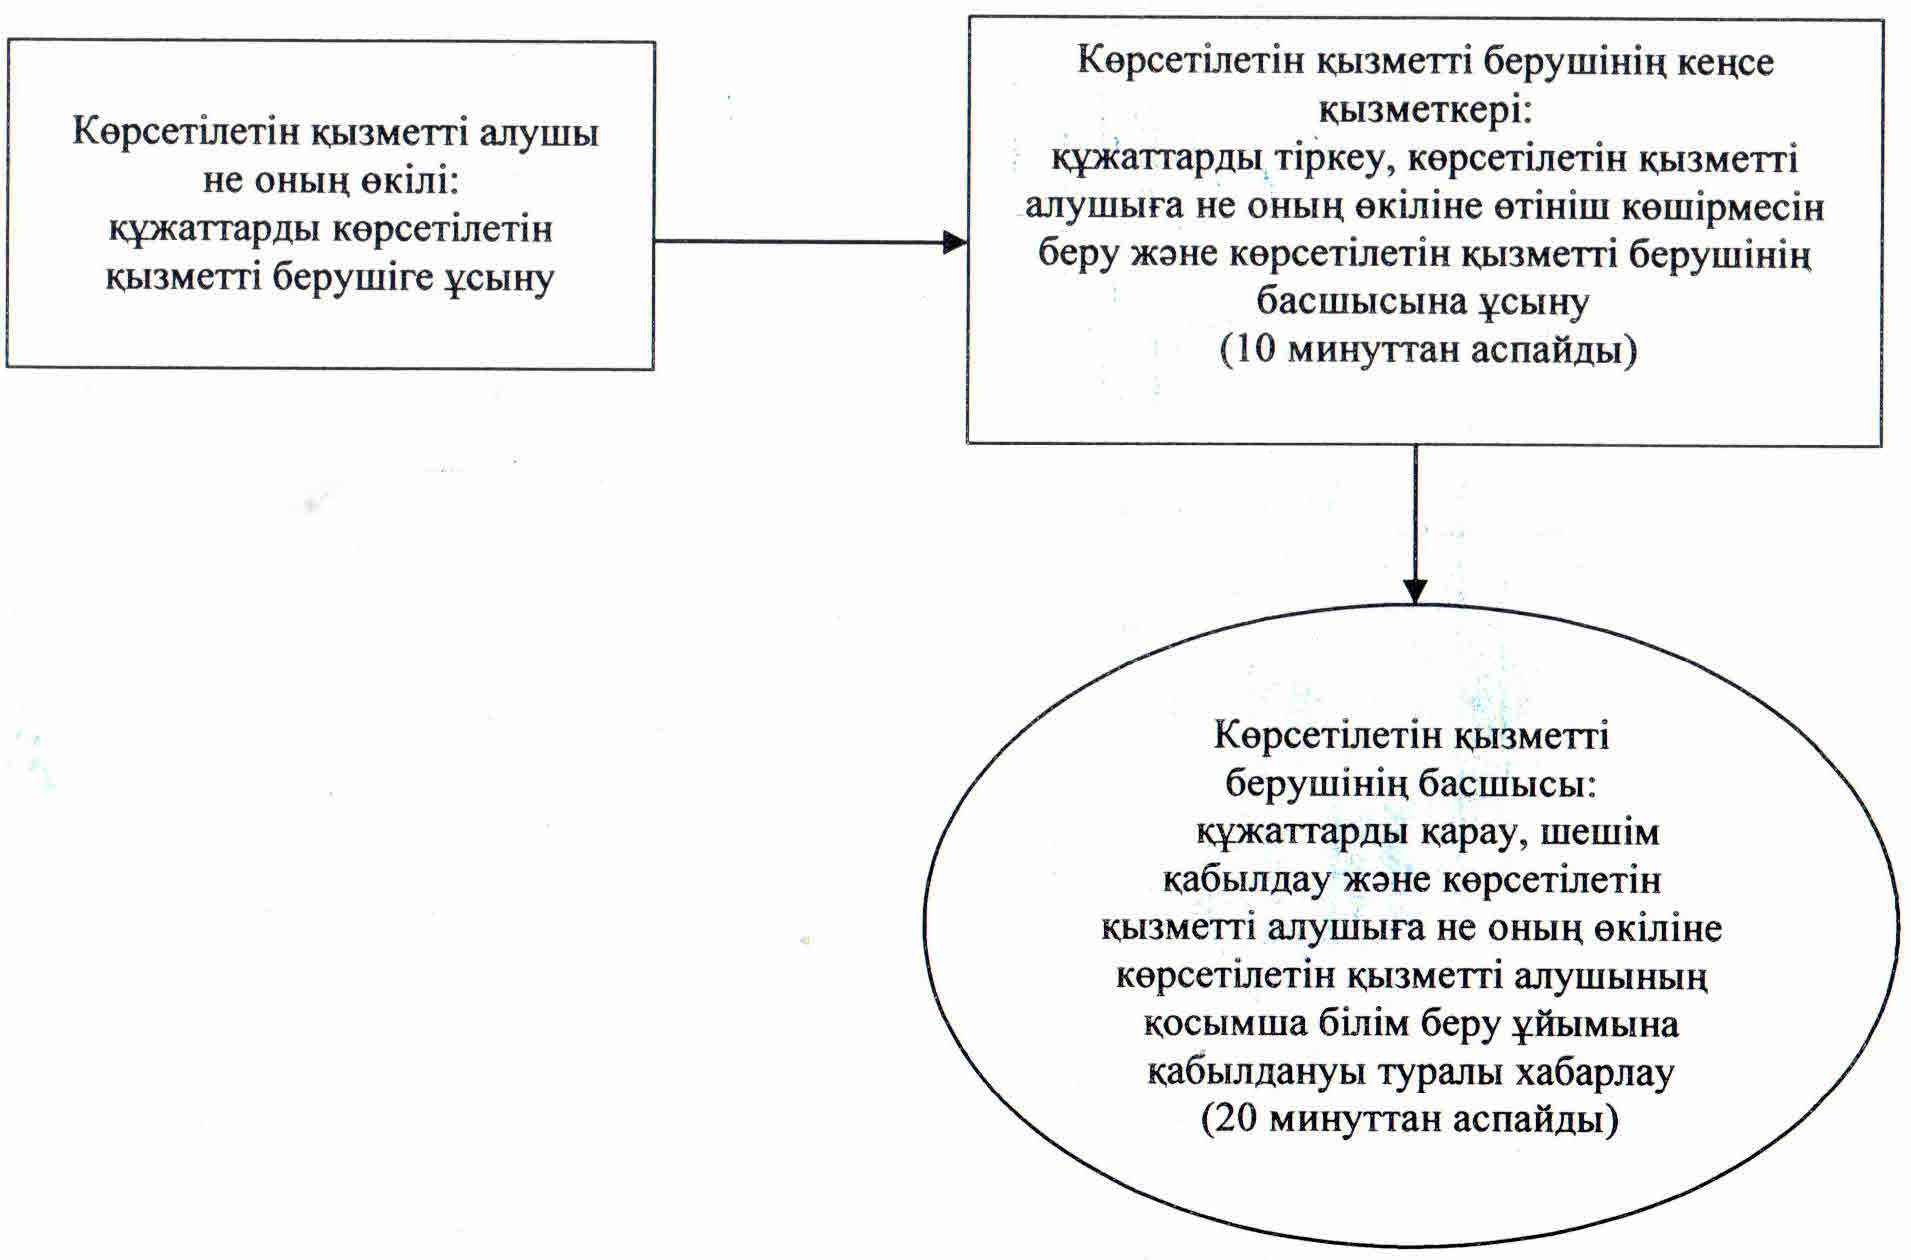 Көрсетілетін қызметті алушы
не оның өкілі:
құжаттарды көрсетілетін
қызметті берушіге ұсыну
Көрсетілетін қызметті берушінің кеңсе
қызметкері:
құжаттарды тіркеу, көрсетілетін қызметті
алушыға не оның өкіліне өтініш көшірмесін
беру және көрсетілетін қызметті берушінің
басшысына ұсыну
(10 минуттан аспайды)
Көрсетілетін қызметті
берушінің басшысы:
құжаттарды қарау, шешім
қабылдау және көрсетілетін
қызметті алушыға не оның өкіліне
көрсетілетін қызметті алушының
қосымша білім беру ұйымына
қабылдануы туралы хабарлау
(20 минуттан аспайды)